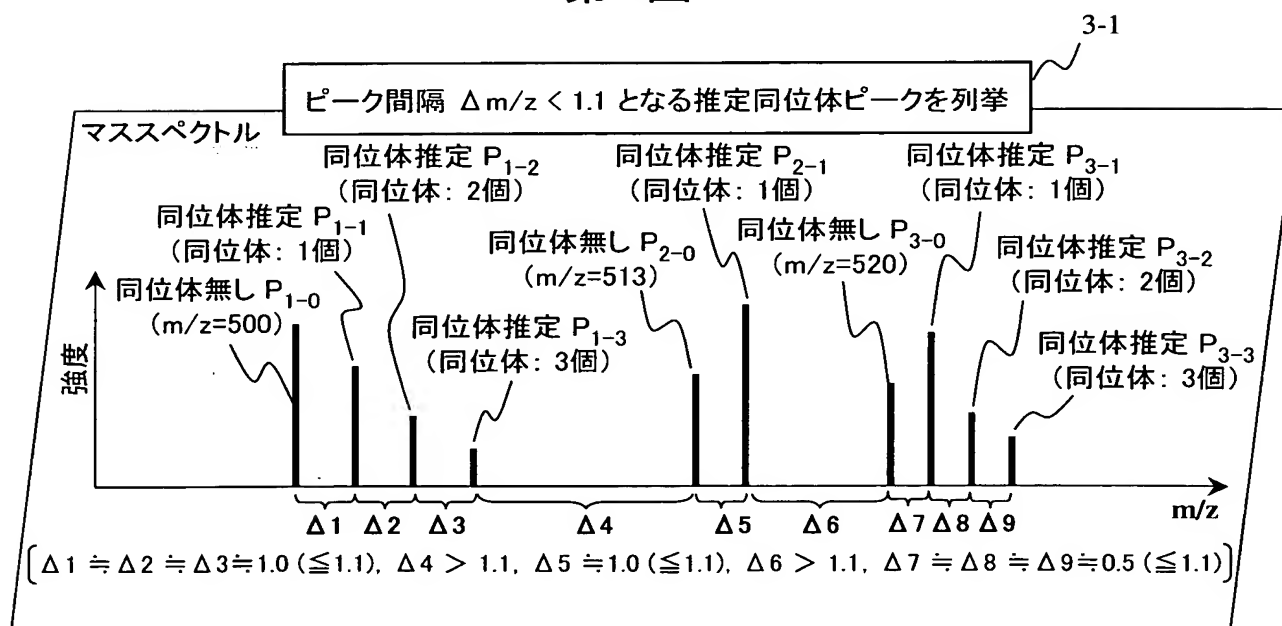 3-1
ピーク間隔 Δm/z < 1.1 となる推定同位体ピークを列挙
マススペクトル
同位体推定 P1-2
(同位体: 2個)
同位体推定 P2-1
(同位体: 1個)
同位体推定 P3-1
(同位体: 1個)
同位体推定 P1-1
(同位体: 1個)
同位体無し P2-0
(m/z=513)
同位体無し P3-0
(m/z=520)
同位体推定 P3-2
(同位体: 2個)
同位体無し P1-0
(m/z=500)
同位体推定 P1-3
(同位体: 3個)
同位体推定 P3-3
(同位体: 3個)
強度
Δ1 Δ2 Δ3 Δ4 Δ5 Δ6 Δ7 Δ8 Δ9
m/z
(Δ1 ≒ Δ2 ≒ Δ3≒1.0 (≦1.1), Δ4 > 1.1, Δ5 ≒1.0 (≦1.1), Δ6 > 1.1, Δ7 ≒ Δ8 ≒ Δ9≒0.5 (≦1.1))